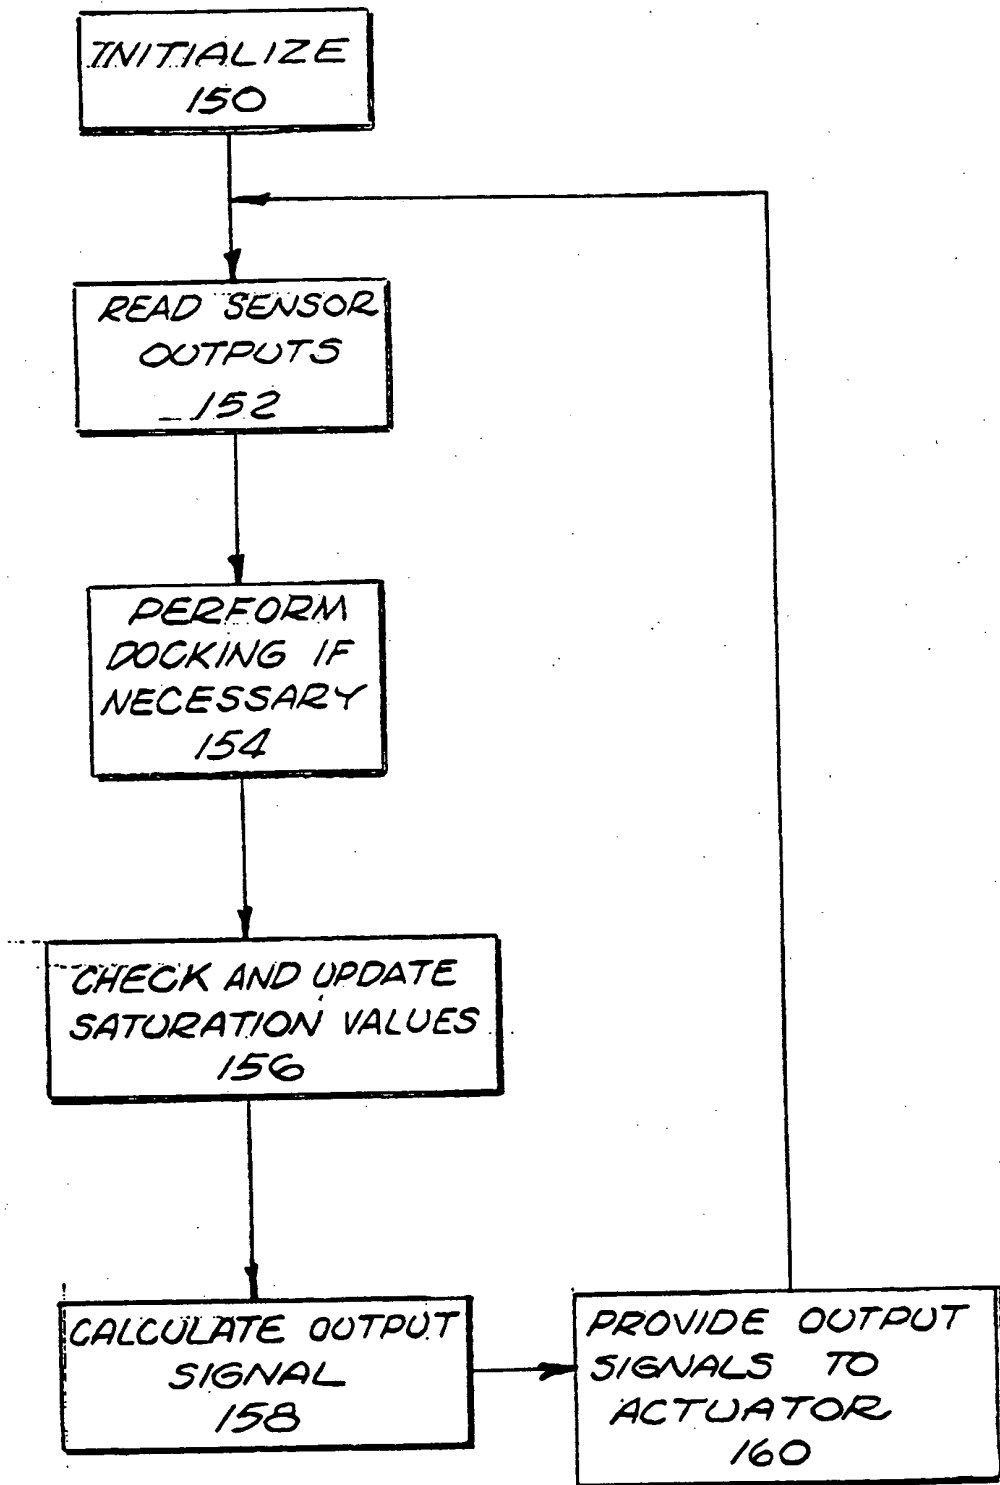 INITIALIZE
150
READ SENSOR
OUTPUTS
152
PERFORM
DOCKING IF
NECESSARY
154
CHECK AND UPDATE
SATURATION VALUES
156
CALCULATE OUTPUT
SIGNAL
158
PROVIDE OUTPUT
SIGNALS TO
ACTUATOR
160